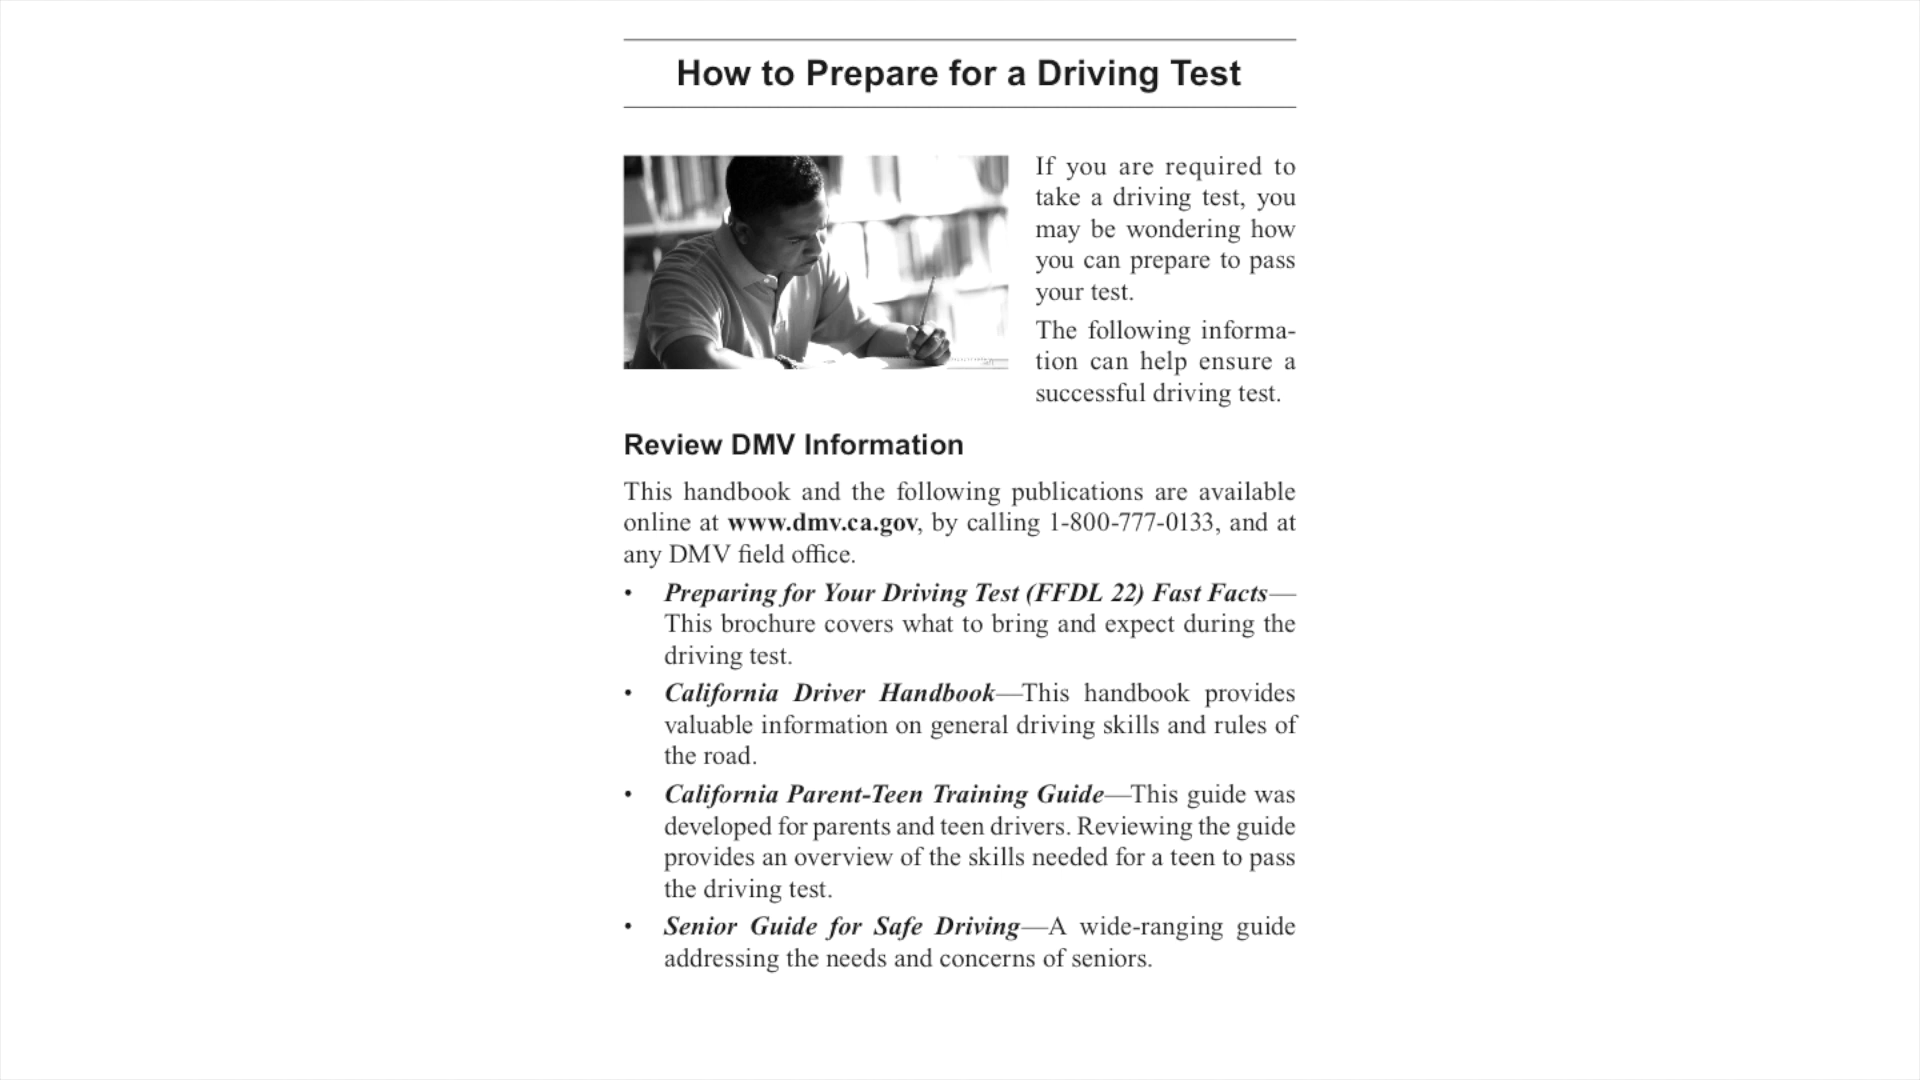 How to Prepare for a Driving Test
If you are required to
take a driving test, you
may be wondering how
you can prepare to pass
your test.
The following informa-
tion can help ensure a
successful driving test.
Review DMV Information
This handbook and the following publications are available
online at www.dmv.ca.gov, by calling 1-800-777-0133, and at
any DMV field office.
• Preparing for Your Driving Test (FFDL 22) Fast Facts—
This brochure covers what to bring and expect during the
driving test.
• California Driver Handbook—This handbook provides
valuable information on general driving skills and rules of
the road.
• California Parent-Teen Training Guide—This guide was
developed for parents and teen drivers. Reviewing the guide
provides an overview of the skills needed for a teen to pass
the driving test.
• Senior Guide for Safe Driving—A wide-ranging guide
addressing the needs and concerns of seniors.